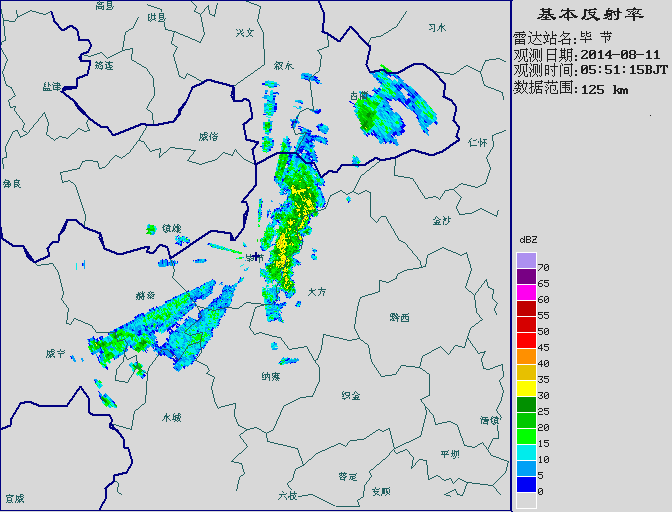 基本反射率
雷达站名: 毕 节
观测日期: 2014-08-11
观测时间: 05:51:15BJT
数据范围: 125 km
dBZ
70
65
60
55
50
45
40
35
30
25
20
15
10
5
0
高县
珙县
兴文
习水
筠连
叙永
盐津
古蔺
威信
仁怀
彝良
金沙
镇雄
毕节
赫章
大方
黔西
威宁
纳雍
织金
水城
清镇
平坝
普定
六枝
安顺
宣威